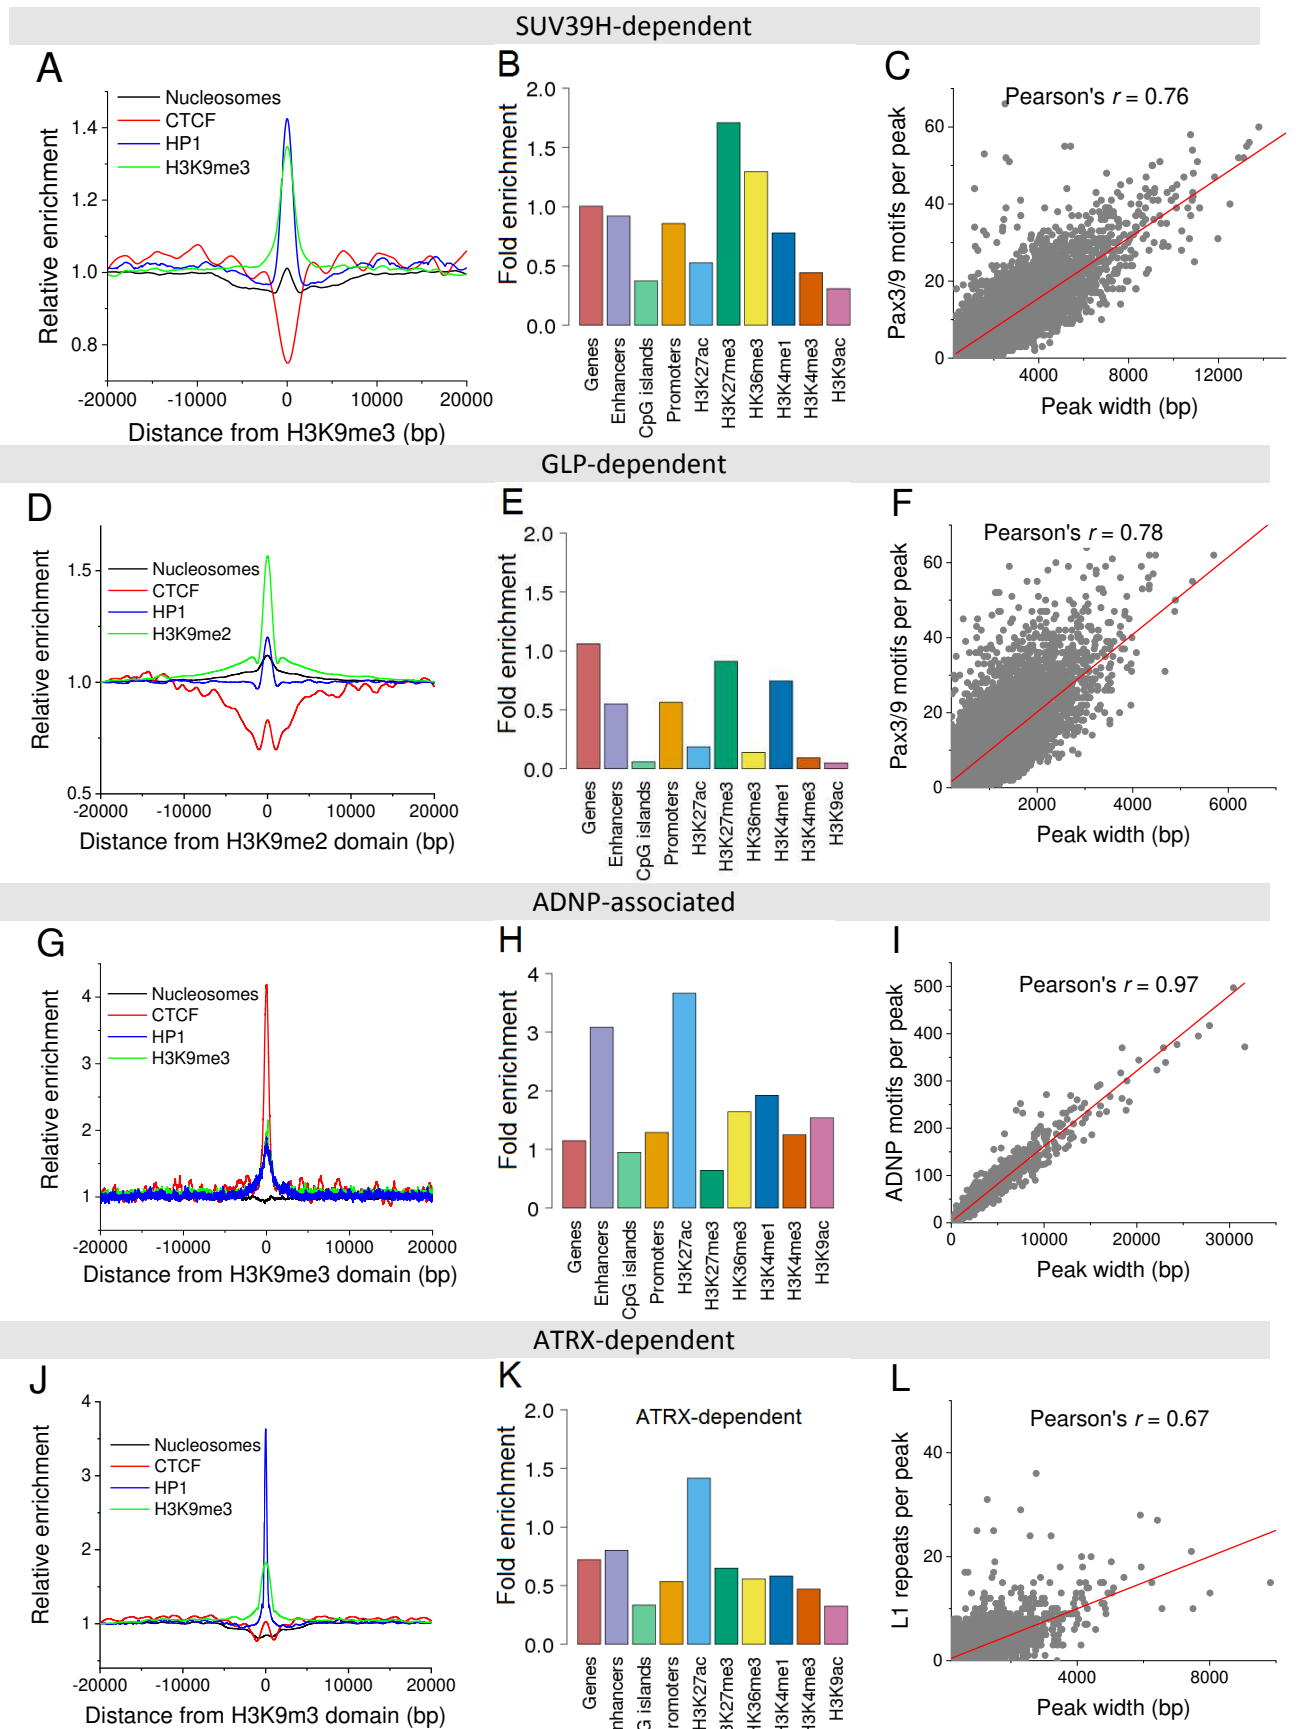 SUV39H-dependent
A
Nucleosomes
CTCF
HP1
H3K9me3
Relative enrichment
1.4
1.2
1.0
0.8
-20000 -10000 0 10000 20000
Distance from H3K9me3 (bp)
B
Fold enrichment
2.0
1.5
1.0
0.5
0.0
Genes
Enhancers
CpG islands
Promoters
H3K27ac
H3K27me3
HK36me3
H3K4me1
H3K4me3
H3K9ac
C
Pearson's r = 0.76
Pax3/9 motifs per peak
60
40
20
0
4000 8000 12000
Peak width (bp)
GLP-dependent
D
Nucleosomes
CTCF
HP1
H3K9me2
Relative enrichment
1.5
1.0
0.5
-20000 -10000 0 10000 20000
Distance from H3K9me2 domain (bp)
E
Fold enrichment
2.0
1.5
1.0
0.5
0.0
Genes
Enhancers
CpG islands
Promoters
H3K27ac
H3K27me3
HK36me3
H3K4me1
H3K4me3
H3K9ac
F
Pearson's r = 0.78
Pax3/9 motifs per peak
60
40
20
0
2000 4000 6000
Peak width (bp)
ADNP-associated
G
Nucleosomes
CTCF
HP1
H3K9me3
Relative enrichment
4
3
2
1
-20000 -10000 0 10000 20000
Distance from H3K9me3 domain (bp)
H
Fold enrichment
4
3
2
1
0
Genes
Enhancers
CpG islands
Promoters
H3K27ac
H3K27me3
HK36me3
H3K4me1
H3K4me3
H3K9ac
I
Pearson's r = 0.97
ADNP motifs per peak
500
400
300
200
100
0
0 10000 20000 30000
Peak width (bp)
ATRX-dependent
J
Nucleosomes
CTCF
HP1
H3K9me3
Relative enrichment
4
3
2
1
-20000 -10000 0 10000 20000
Distance from H3K9m3 domain (bp)
K
ATRX-dependent
Fold enrichment
2.0
1.5
1.0
0.5
0.0
Genes
nhancers
G islands
romoters
H3K27ac
3K27me3
HK36me3
H3K4me1
H3K4me3
H3K9ac
L
Pearson's r = 0.67
L1 repeats per peak
40
20
0
4000 8000
Peak width (bp)